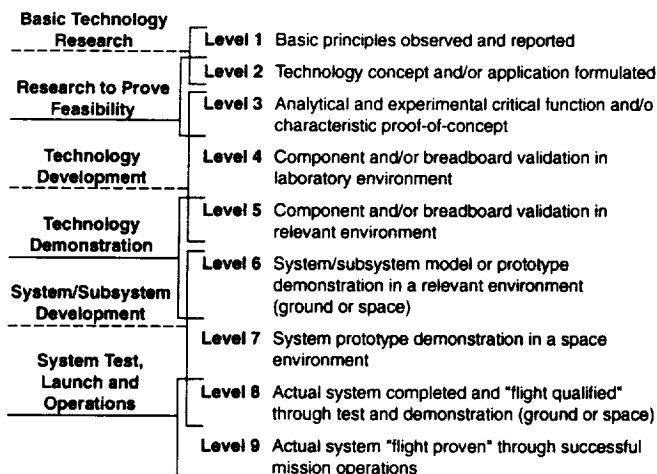 Basic Technology
Research
Research to Prove
Feasibility
Technology
Development
Technology
Demonstration
System/Subsystem
Development
System Test,
Launch and
Operations
Level 1 Basic principles observed and reported
Level 2 Technology concept and/or application formulated
Level 3 Analytical and experimental critical function and/o
characteristic proof-of-concept
Level 4 Component and/or breadboard validation in
laboratory environment
Level 5 Component and/or breadboard validation in
relevant environment
Level 6 System/subsystem model or prototype
demonstration in a relevant environment
(ground or space)
Level 7 System prototype demonstration in a space
environment
Level 8 Actual system completed and "flight qualified"
through test and demonstration (ground or space)
Level 9 Actual system "flight proven" through successful
mission operations